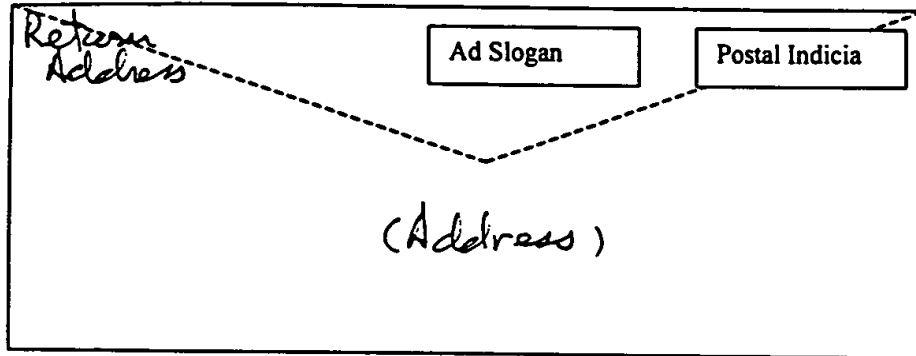 Return
Address
Ad Slogan
Postal Indicia
(Address)